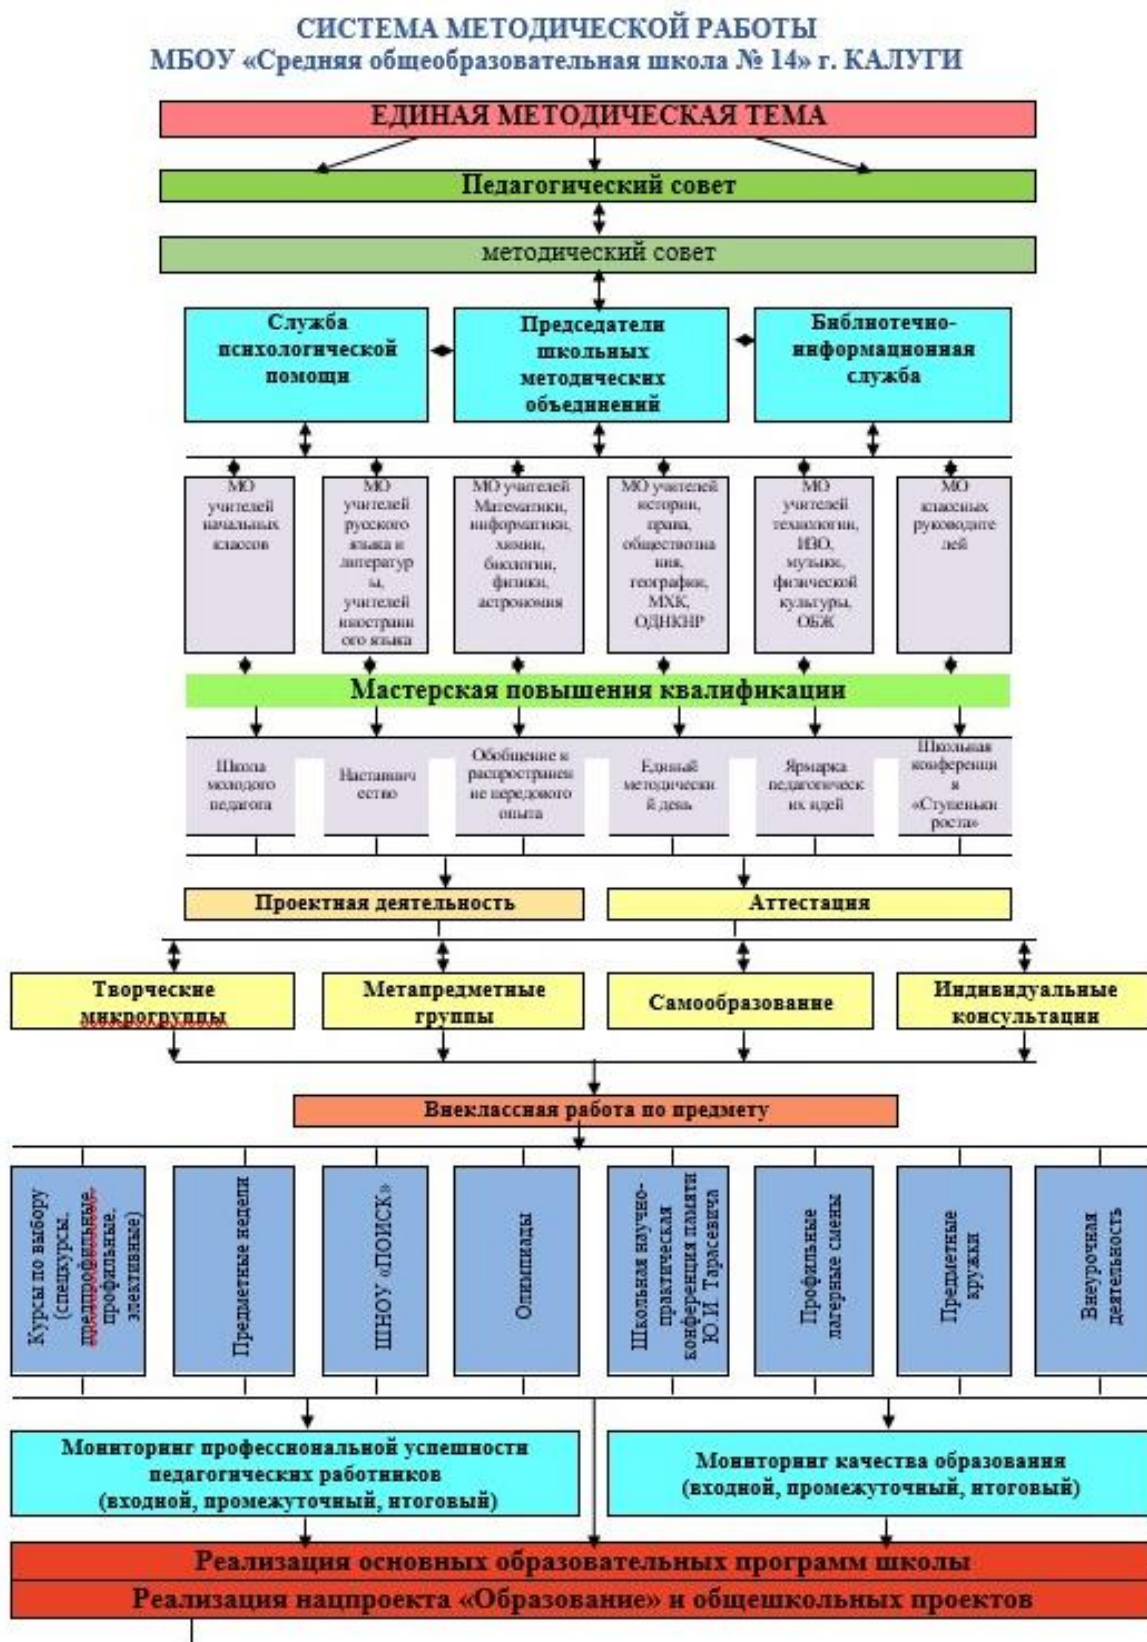 СИСТЕМА МЕТОДИЧЕСКОЙ РАБОТЫ
МБОУ «Средняя общеобразовательная школа № 14» г. КАЛУГИ
ЕДИНАЯ МЕТОДИЧЕСКАЯ ТЕМА
Педагогический совет
методический совет
Служба
психологической
помощи
Председатели
школьных
методических
объединений
Библиотечно-
информационная
служба
МО
учителей
начальных
классов
МО
учителей
русского
языка и
литератур
ы,
учителей
иностранн
ого языка
МО учителей
Математики,
информатики,
химии,
биологии,
физики,
астрономия
МО учителей
истории,
права,
обществозна
ния,
географии,
МХК,
ОДНКНР
МО
учителей
технологии,
ИЗО,
музыки,
физической
культуры,
ОБЖ
МО
классных
руководите
лей
Мастерская повышения квалификации
Школа
молодого
педагога
Наставнич
ество
Обобщение и
распространен
ие передового
опыта
Единый
методически
й день
Ярмарка
педагогическ
их идей
Школьная
конференци
я
«Ступеньки
роста»
Проектная деятельность
Аттестация
Творческие
микрогруппы
Метапредметные
группы
Самообразование
Индивидуальные
консультации
Внеклассная работа по предмету
Курсы по выбору
(спецкурсы,
предпрофильные,
профильные,
элективные)
Предметные недели
ШНОУ «ПОИСК»
Олимпиады
Школьная научно-
практическая
конференция памяти
Ю.И. Тарасевича
Профильные
лагерные смены
Предметные
кружки
Внеурочная
деятельность
Мониторинг профессиональной успешности
педагогических работников
(входной, промежуточный, итоговый)
Мониторинг качества образования
(входной, промежуточный, итоговый)
Реализация основных образовательных программ школы
Реализация нацпроекта «Образование» и общешкольных проектов